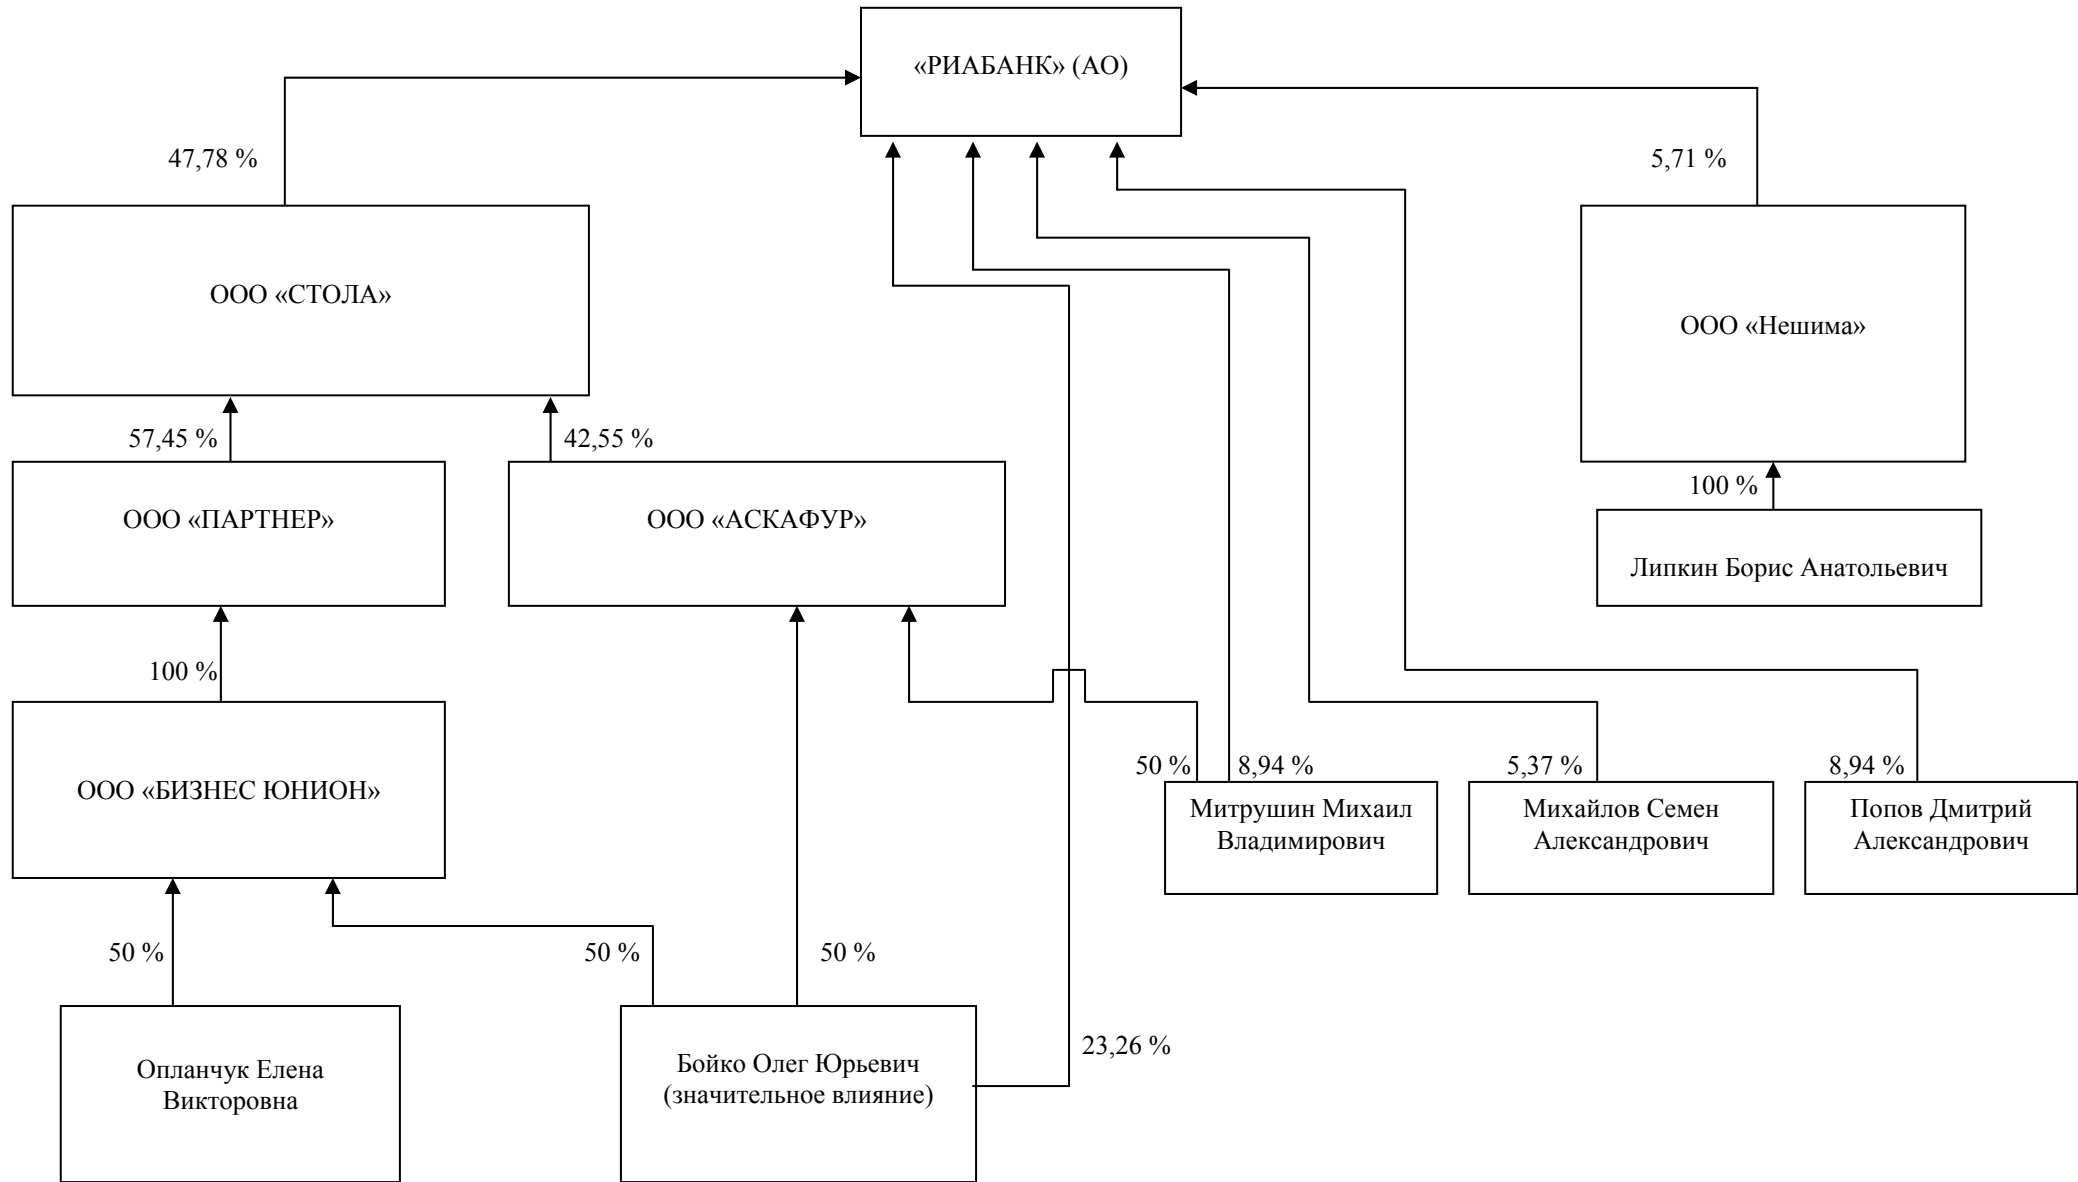 «РИАБАНК» (АО)
47,78 %
5,71 %
ООО «СТОЛА»
ООО «Нешима»
57,45 %
42,55 %
100 %
ООО «ПАРТНЕР»
ООО «АСКАФУР»
Липкин Борис Анатольевич
100 %
50 %
8,94 %
5,37 %
8,94 %
ООО «БИЗНЕС ЮНИОН»
Митрушин Михаил
Владимирович
Михайлов Семен
Александрович
Попов Дмитрий
Александрович
50 %
50 %
50 %
23,26 %
Опланчук Елена
Викторовна
Бойко Олег Юрьевич
(значительное влияние)